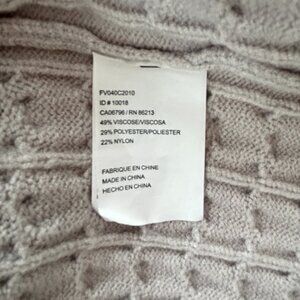 FV040C2010
ID # 10018
CA06796 / RN 86213
49% VISCOSE/VISCOSA
29% POLYESTER/POLIESTER
22% NYLON
FABRIQUE EN CHINE
MADE IN CHINA
HECHO EN CHINA